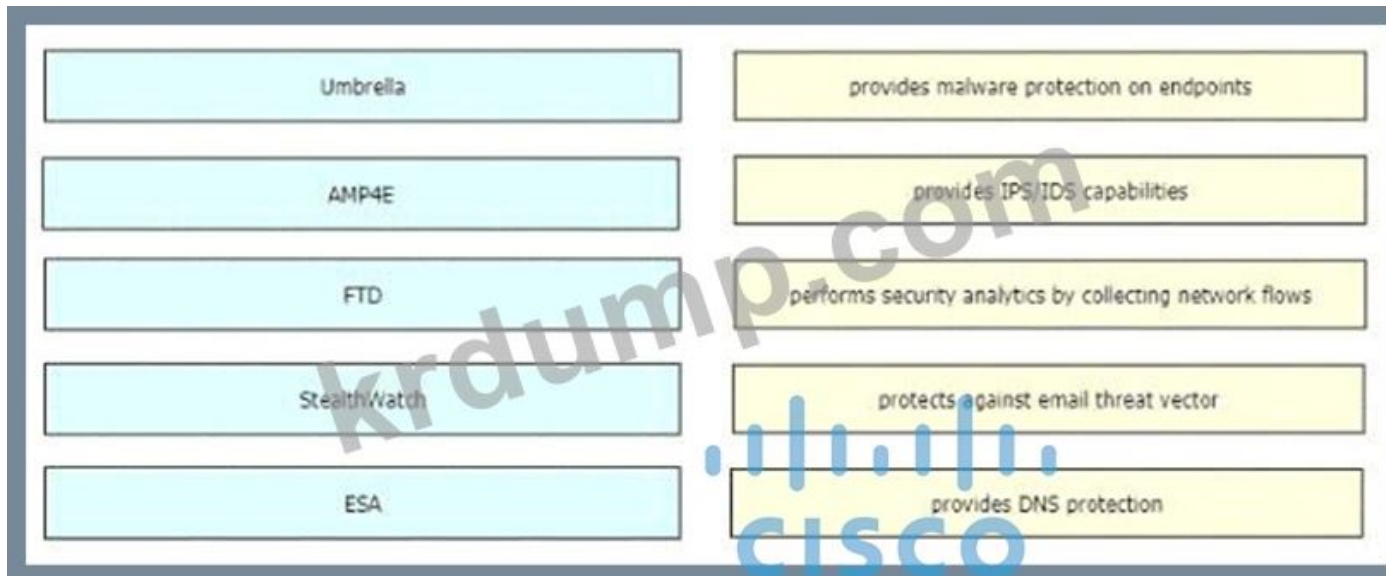 Umbrella
provides malware protection on endpoints
AMP4E
provides IPS/IDS capabilities
FTD
performs security analytics by collecting network flows
StealthWatch
protects against email threat vector
ESA
provides DNS protection
krdump.com
CISCO